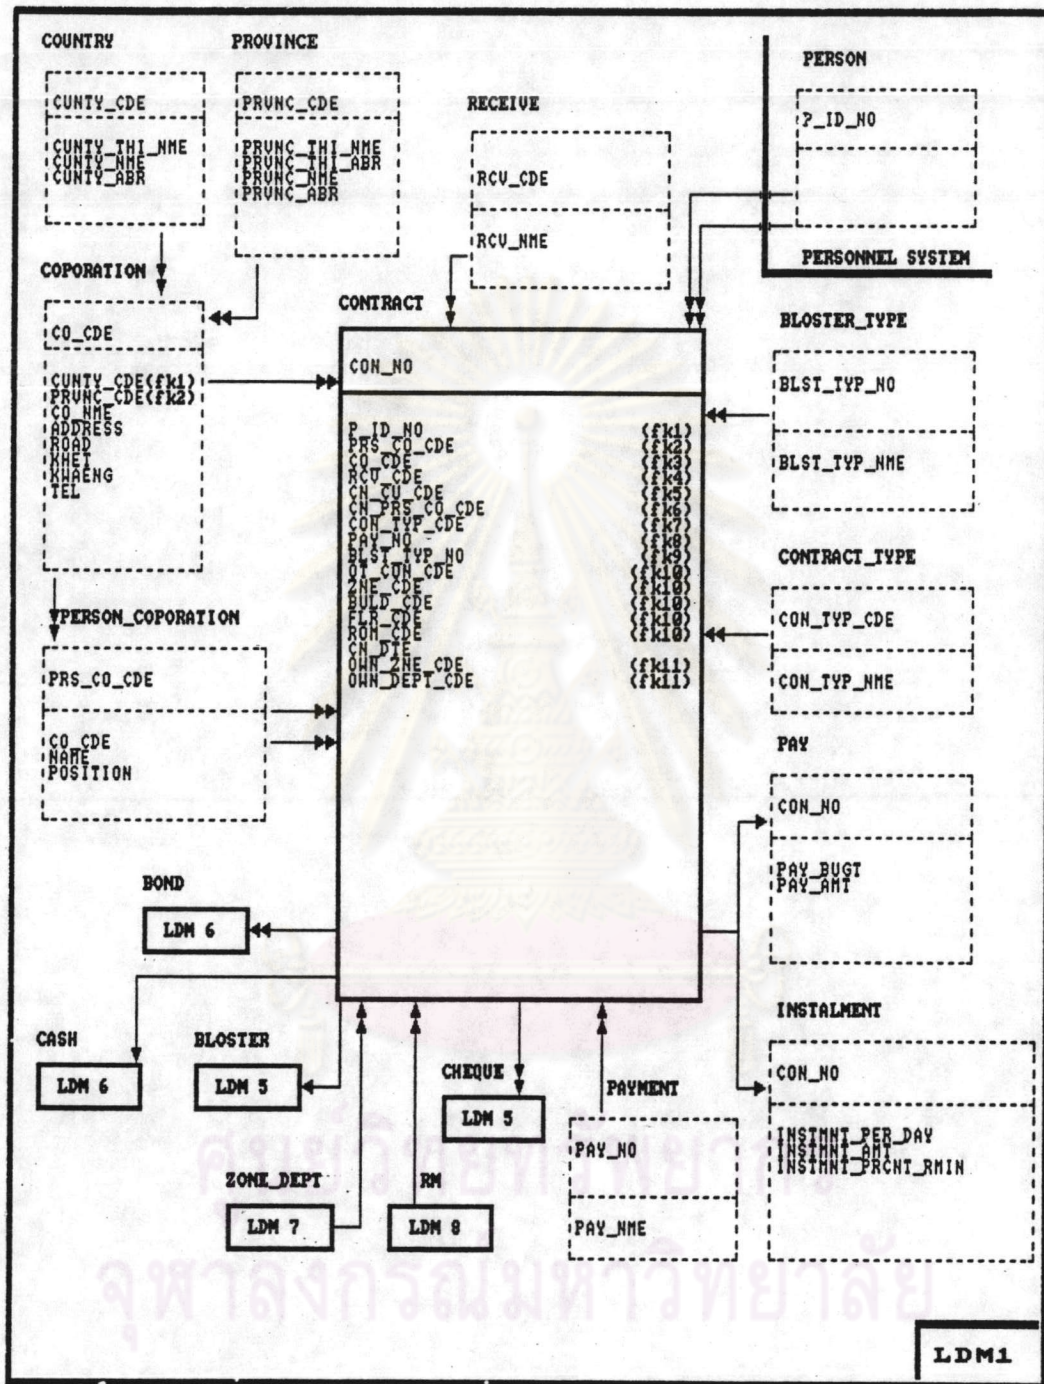 COUNTRY
CUNTY_CDE
CUNTY_THI_NME
CUNTY_NME
CUNTY_ABR
PROVINCE
PRVNC_CDE
PRVNC_THI_NME
PRVNC_THI_ABR
PRVNC_NME
PRVNC_ABR
RECEIVE
RCV_CDE
RCV_NME
PERSON
P_ID_NO
PERSONNEL SYSTEM
COPORATION
CO_CDE
CUNTY_CDE(fk1)
PRVNC_CDE(fk2)
CO_NME
ADDRESS
ROAD
KHET
KWAENG
TEL
CONTRACT
CON_NO
P_ID_NO (fk1)
PRS_CO_CDE (fk2)
CO_CDE (fk3)
RCV_CDE (fk4)
CN_CU_CDE (fk5)
CN_PRS_CO_CDE (fk6)
CON_TYP_CDE (fk7)
PAY_NO (fk8)
BLST_TYP_NO (fk9)
OT_CON_CDE (fk10)
ZNE_CDE (fk10)
BULD_CDE (fk10)
FLR_CDE (fk10)
ROM_CDE (fk10)
CN_DTE
OWN_ZNE_CDE (fk11)
OWN_DEPT_CDE (fk11)
BLOSTER_TYPE
BLST_TYP_NO
BLST_TYP_NME
CONTRACT_TYPE
CON_TYP_CDE
CON_TYP_NME
PERSON_COPORATION
PRS_CO_CDE
CO_CDE
NAME
POSITION
PAY
CON_NO
PAY_BUGT
PAY_AMT
BOND
LDM 6
CASH
LDM 6
BLOSTER
LDM 5
CHEQUE
LDM 5
PAYMENT
PAY_NO
PAY_NME
INSTALMENT
CON_NO
INSTMNT_PER_DAY
INSTMNT_AMT
INSTMNT_PRCNT_RMIN
ZONE_DEPT
LDM 7
RM
LDM 8
ศูนย์วิทยทรัพยากร
จุฬาลงกรณ์มหาวิทยาลัย
LDM1